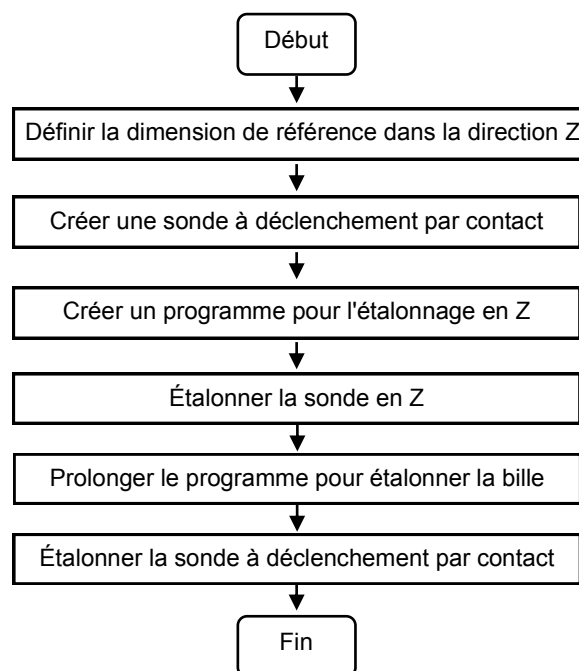 Début
Définir la dimension de référence dans la direction Z
Créer une sonde à déclenchement par contact
Créer un programme pour l'étalonnage en Z
Étalonner la sonde en Z
Prolonger le programme pour étalonner la bille
Étalonner la sonde à déclenchement par contact
Fin